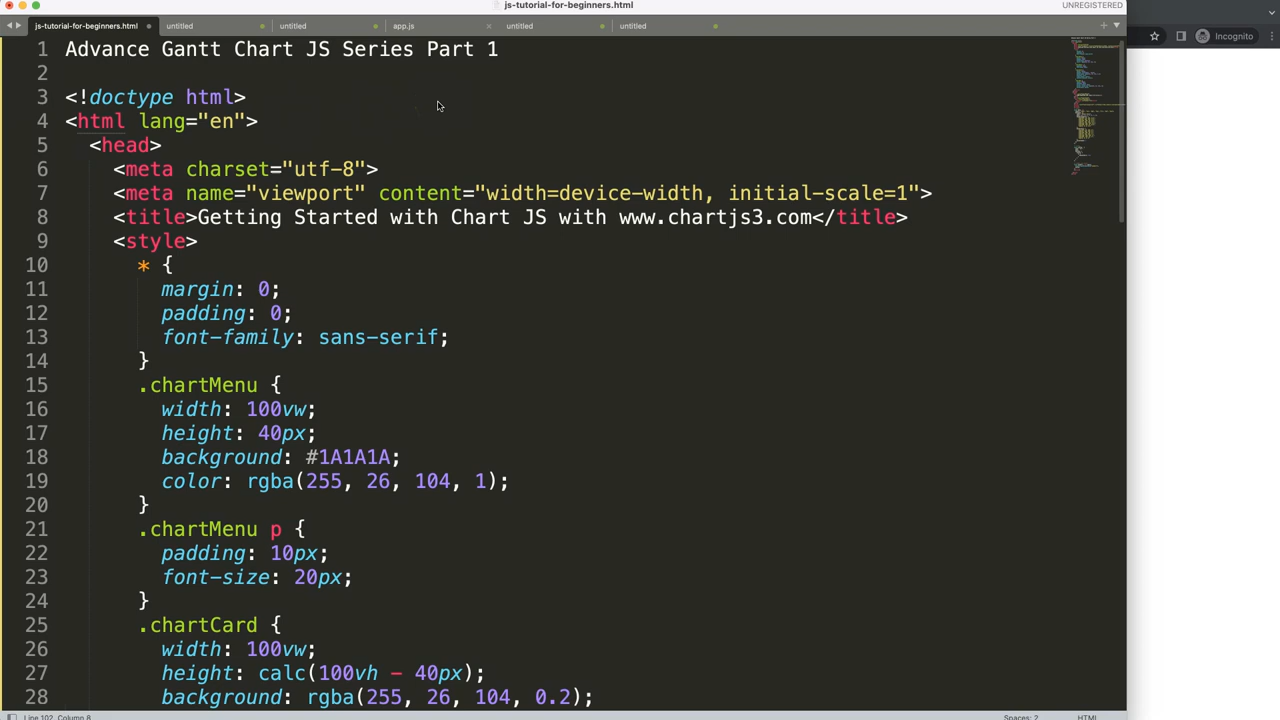 js-tutorial-for-beginners.html
UNREGISTERED
js-tutorial-for-beginners.html
untitled
untitled
app.js
untitled
untitled
Incognito
1 Advance Gantt Chart JS Series Part 1
2
3 <!doctype html>
4 <html lang="en">
5 <head>
6 <meta charset="utf-8">
7 <meta name="viewport" content="width=device-width, initial-scale=1">
8 <title>Getting Started with Chart JS with www.chartjs3.com</title>
9 <style>
10 * {
11 margin: 0;
12 padding: 0;
13 font-family: sans-serif;
14 }
15 .chartMenu {
16 width: 100vw;
17 height: 40px;
18 background: #1A1A1A;
19 color: rgba(255, 26, 104, 1);
20 }
21 .chartMenu p {
22 padding: 10px;
23 font-size: 20px;
24 }
25 .chartCard {
26 width: 100vw;
27 height: calc(100vh - 40px);
28 background: rgba(255, 26, 104, 0.2);
Line 102, Column 8
Spaces: 2
HTML